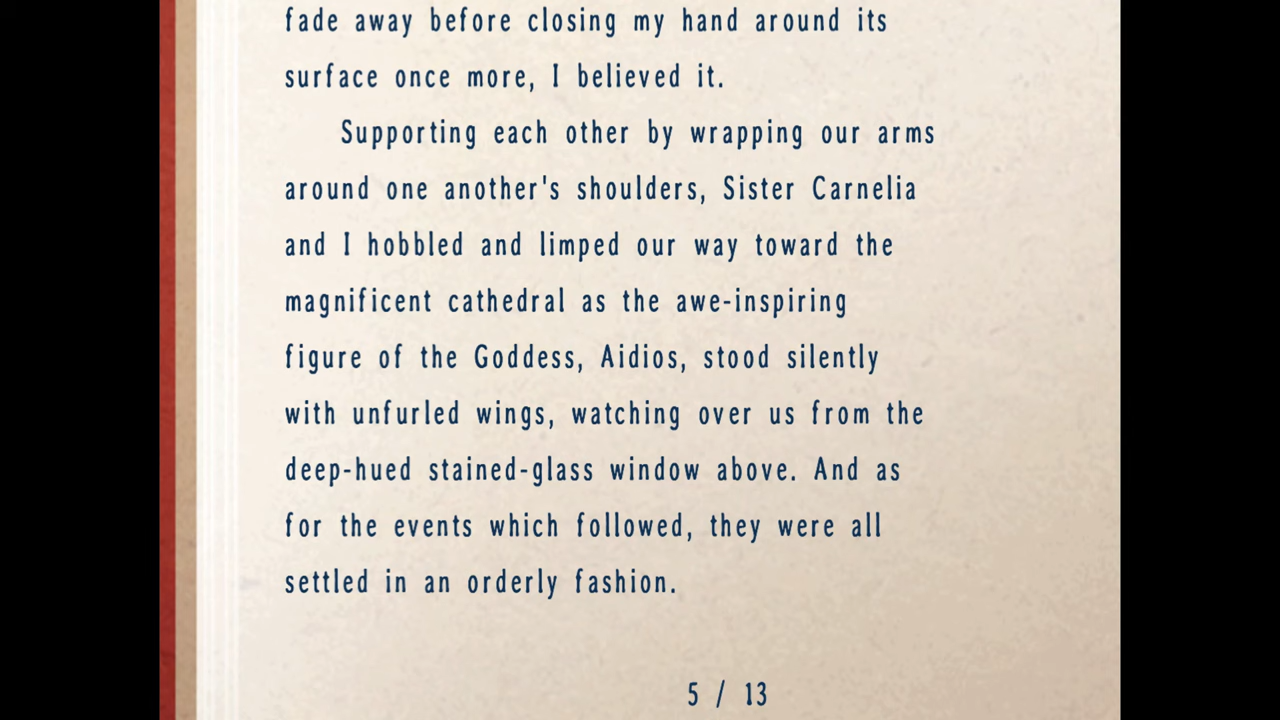 fade away before closing my hand around its
surface once more, I believed it.
Supporting each other by wrapping our arms
around one another's shoulders, Sister Carnelia
and I hobbled and limped our way toward the
magnificent cathedral as the awe-inspiring
figure of the Goddess, Aidios, stood silently
with unfurled wings, watching over us from the
deep-hued stained-glass window above. And as
for the events which followed, they were all
settled in an orderly fashion.
5 / 13